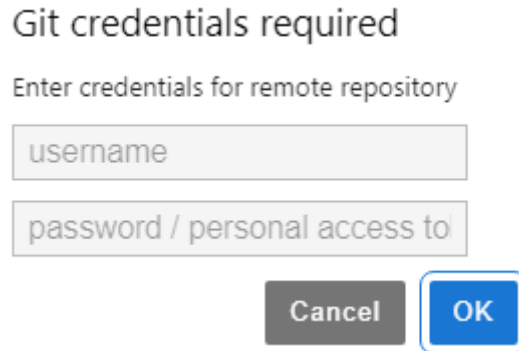 Git credentials required
Enter credentials for remote repository
username
password / personal access to
Cancel OK